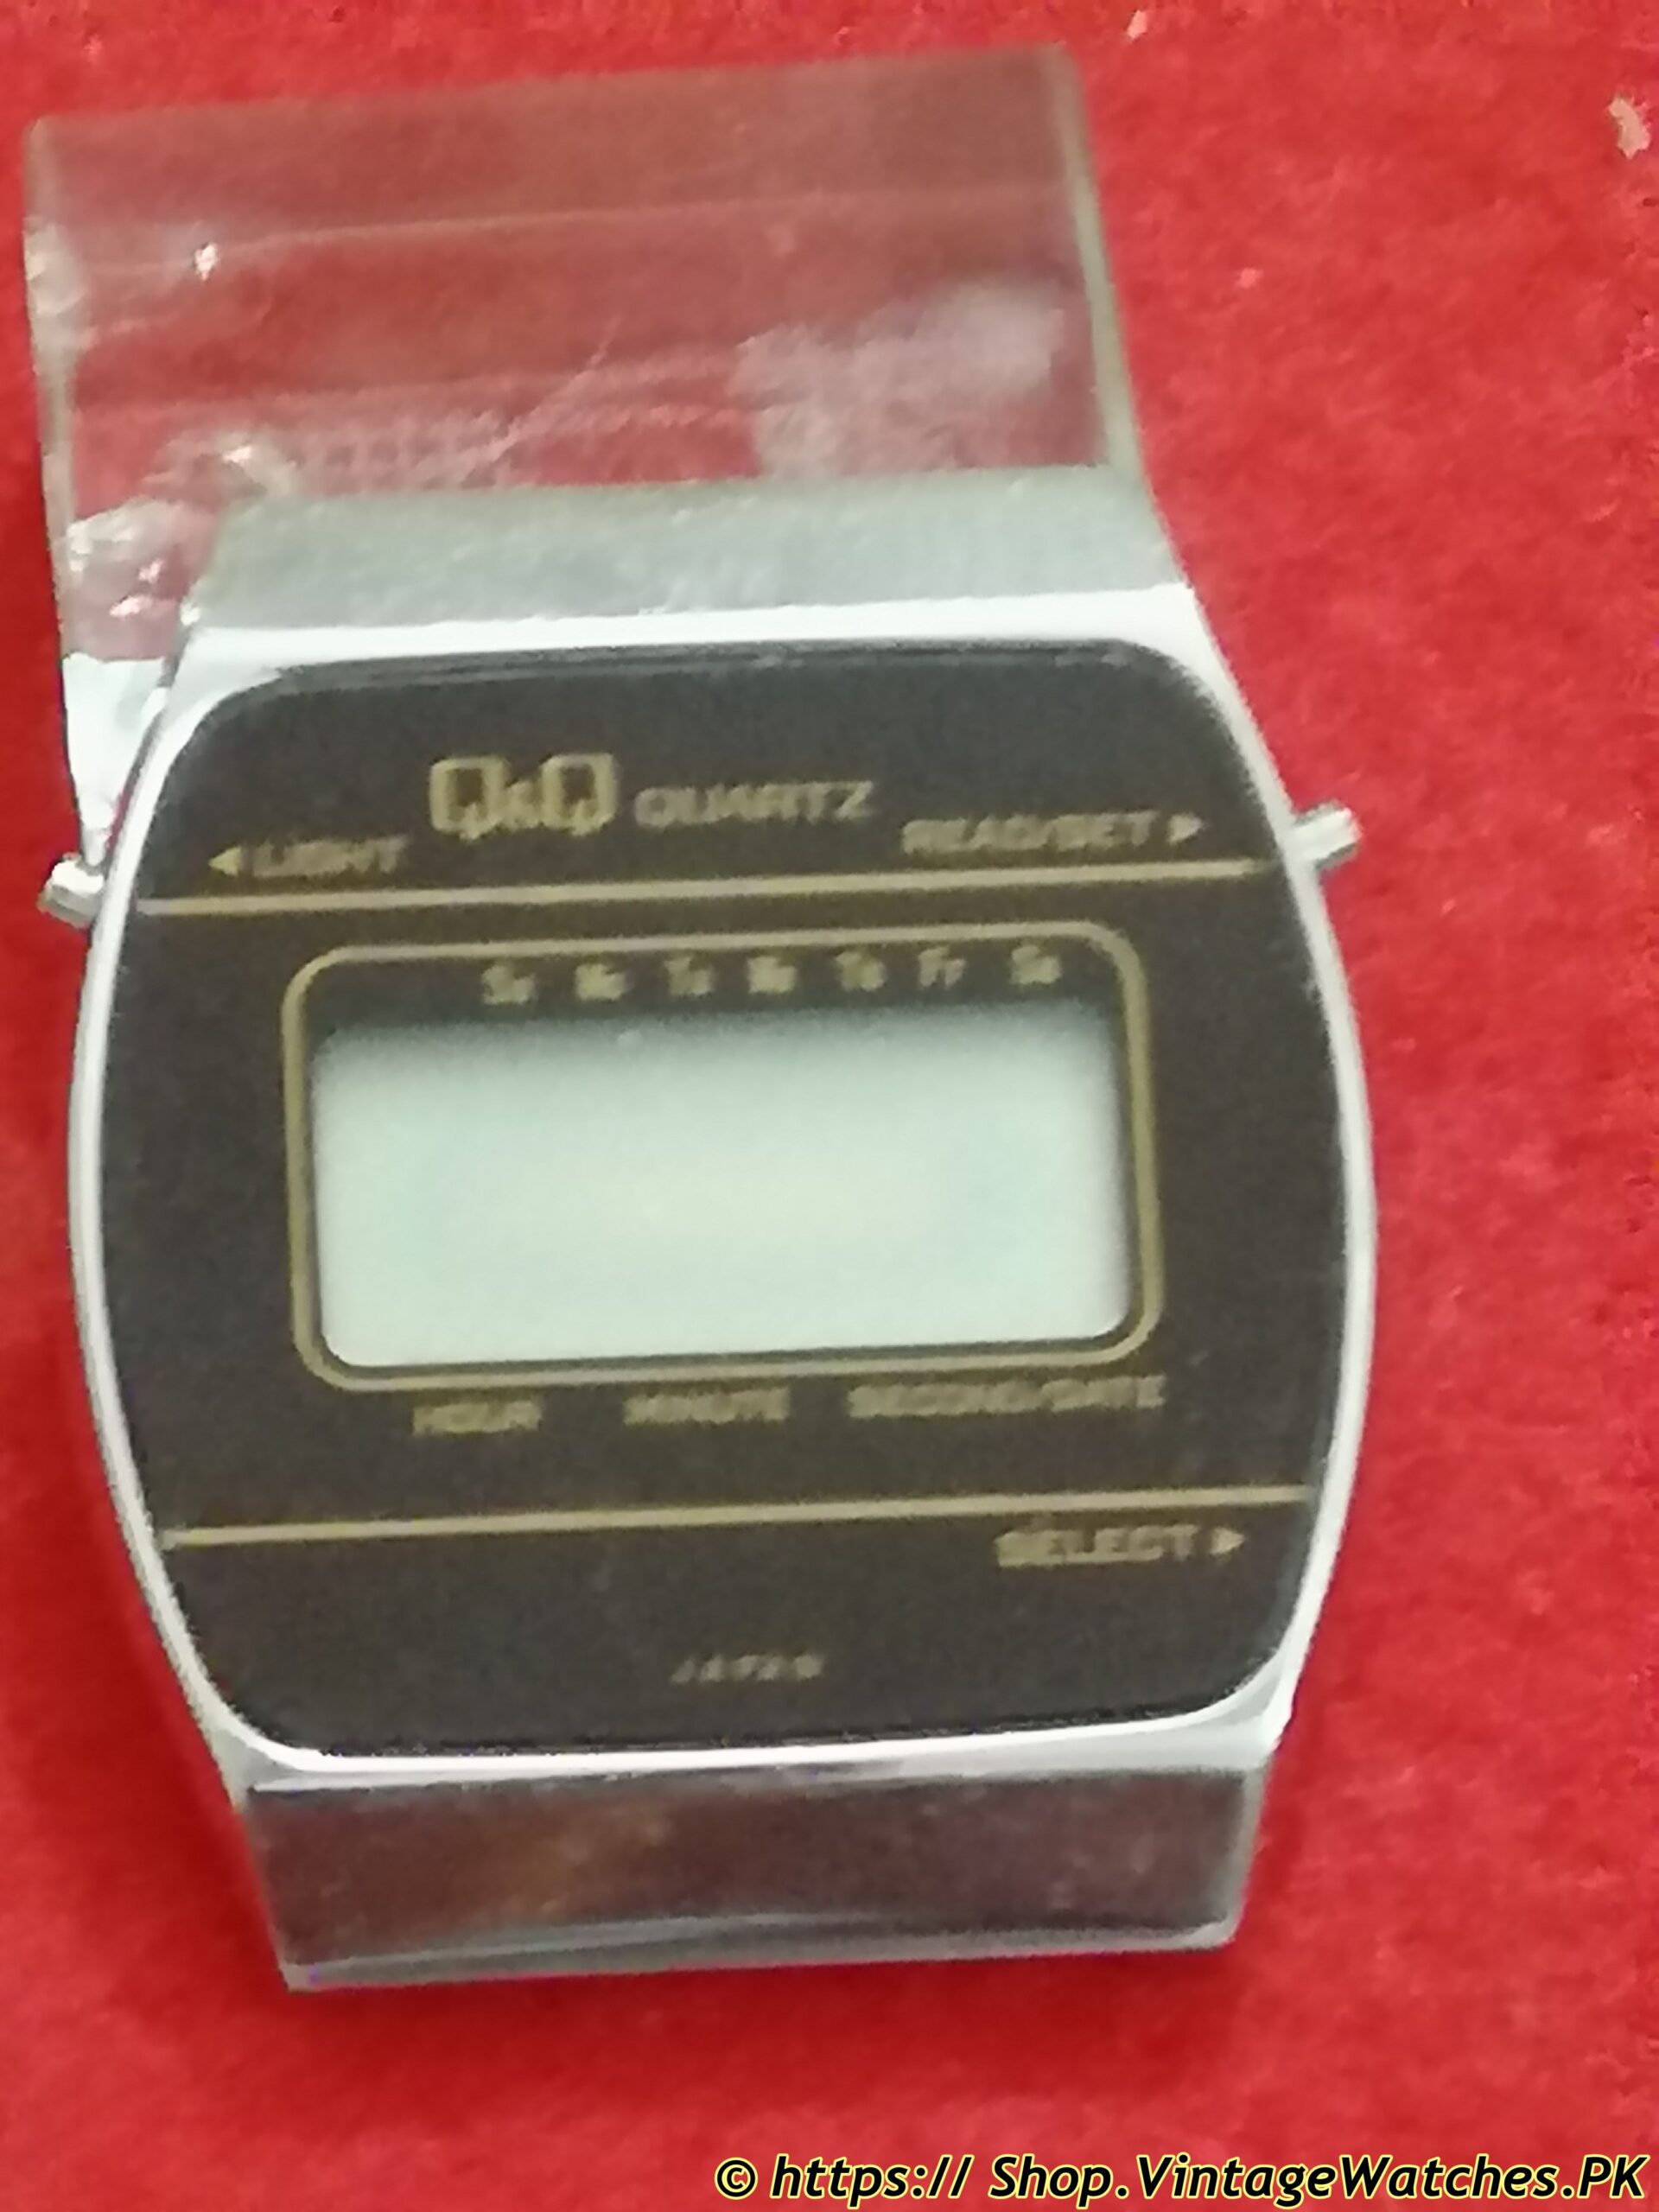 Q&Q QUARTZ
◄ LIGHT READ/SET ►
Su Mo Tu We Th Fr Sa
HOUR MINUTE SECOND/DATE
SELECT ►
JAPAN
© https:// Shop.VintageWatches.PK